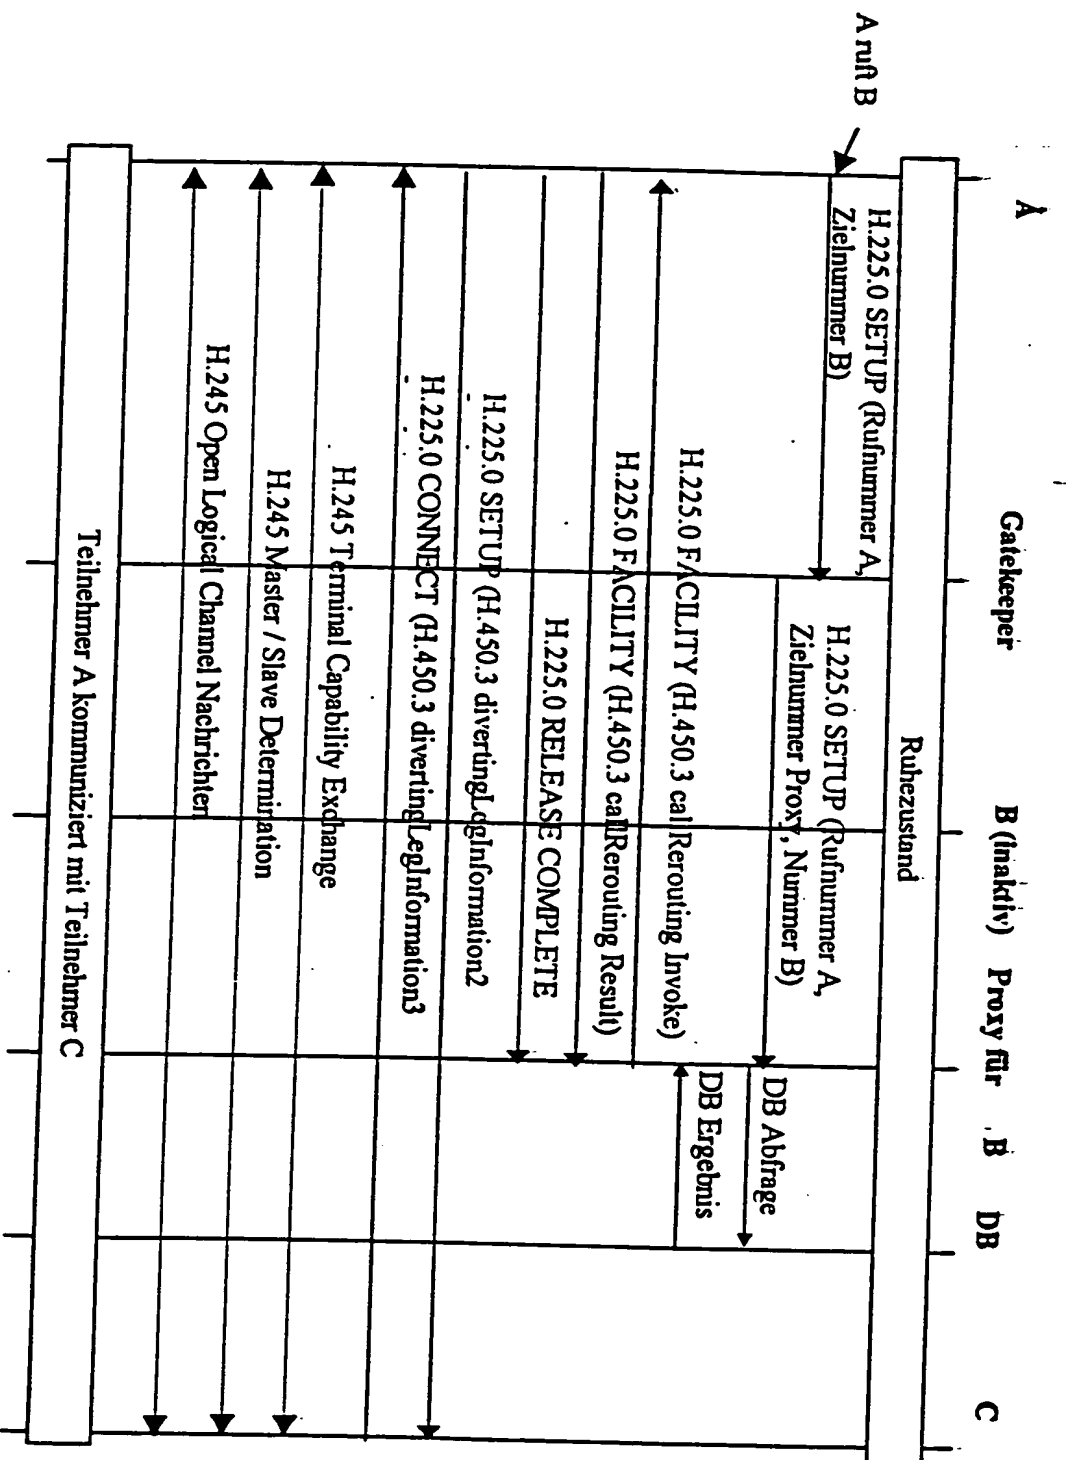 A
Gatekeeper
B (inaktiv)
Proxy für
B
DB
C
Ruhezustand
A ruft B
H.225.0 SETUP (Rufnummer A,
Zielnummer B)
H.225.0 SETUP (Rufnummer A,
Zielnummer Proxy, Nummer B)
DB Abfrage
DB Ergebnis
H.225.0 FACILITY (H.450.3 callRerouting Invoke)
H.225.0 FACILITY (H.450.3 callRerouting Result)
H.225.0 RELEASE COMPLETE
H.225.0 SETUP (H.450.3 divertingLegInformation2
H.225.0 CONNECT (H.450.3 divertingLegInformation3
H.245 Terminal Capability Exchange
H.245 Master / Slave Determination
H.245 Open Logical Channel Nachrichten
Teilnehmer A kommuniziert mit Teilnehmer C